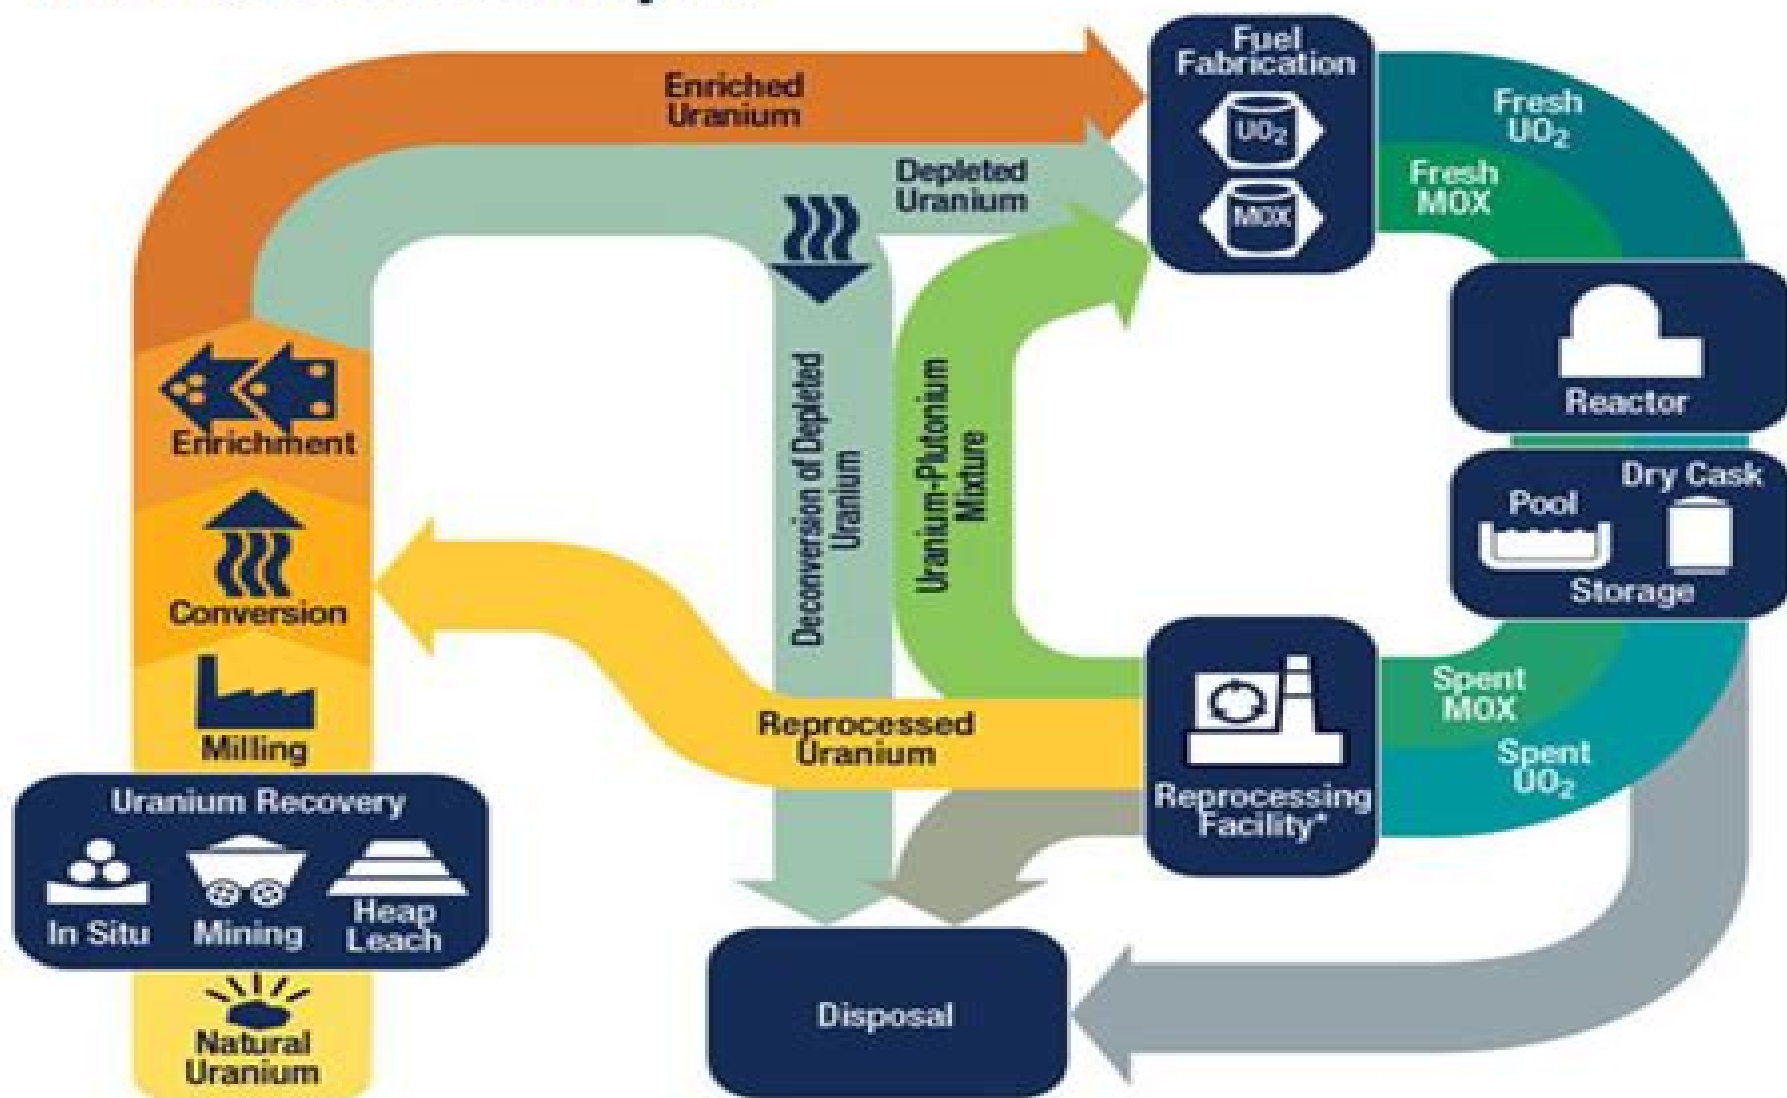 Enriched
Uranium
Depleted
Uranium
Fuel
Fabrication
UO₂
MOX
Fresh
UO₂
Fresh
MOX
Reactor
Dry Cask
Pool
Storage
Enrichment
Conversion
Milling
Deconversion of Depleted
Uranium
Uranium-Plutonium
Mixture
Reprocessed
Uranium
Reprocessing
Facility*
Spent
MOX
Spent
UO₂
Uranium Recovery
In Situ
Mining
Heap
Leach
Natural
Uranium
Disposal